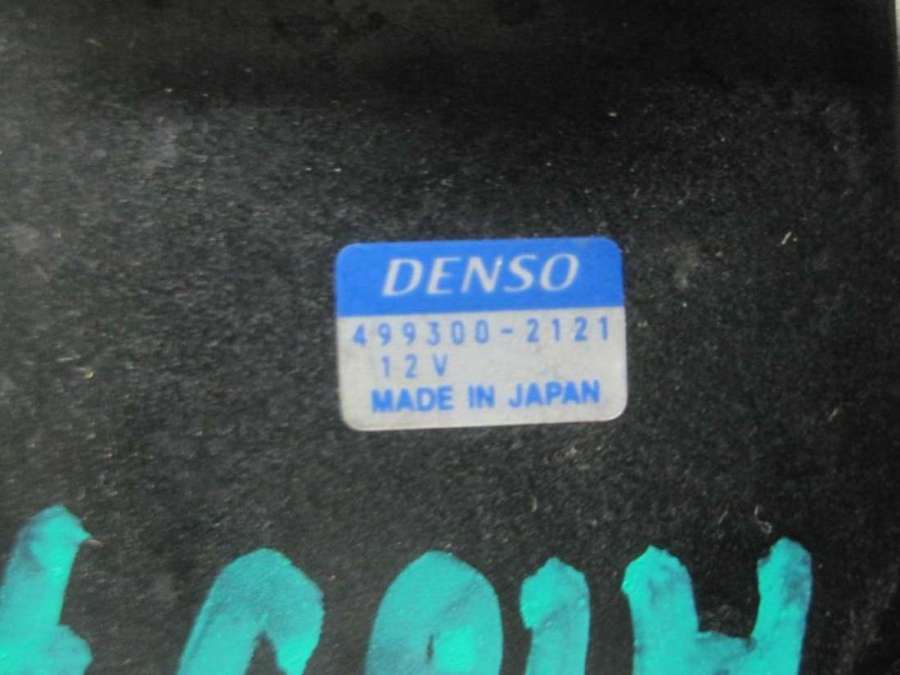 DENSO
499300-2121
12V
MADE IN JAPAN